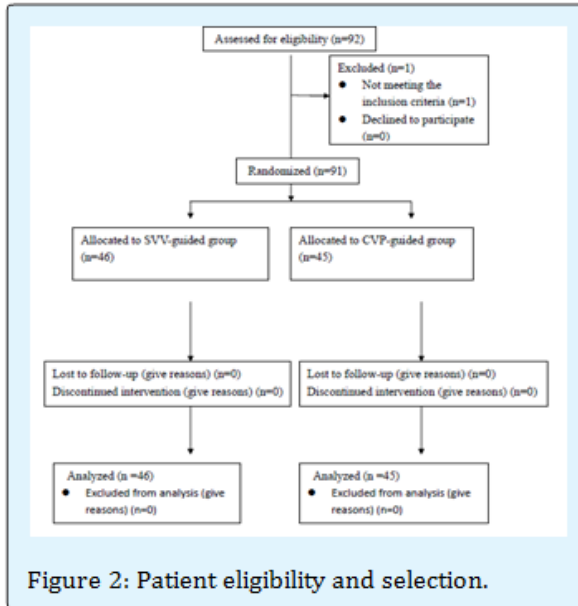 Assessed for eligibility (n=92)
Excluded (n=1)
● Not meeting the
inclusion criteria (n=1)
● Declined to participate
(n=0)
Randomized (n=91)
Allocated to SVV-guided group
(n=46)
Allocated to CVP-guided group
(n=45)
Lost to follow-up (give reasons) (n=0)
Discontinued intervention (give reasons) (n=0)
Lost to follow-up (give reasons) (n=0)
Discontinued intervention (give reasons) (n=0)
Analyzed (n =46)
● Excluded from analysis (give
reasons) (n=0)
Analyzed (n =45)
● Excluded from analysis (give
reasons) (n=0)
Figure 2: Patient eligibility and selection.